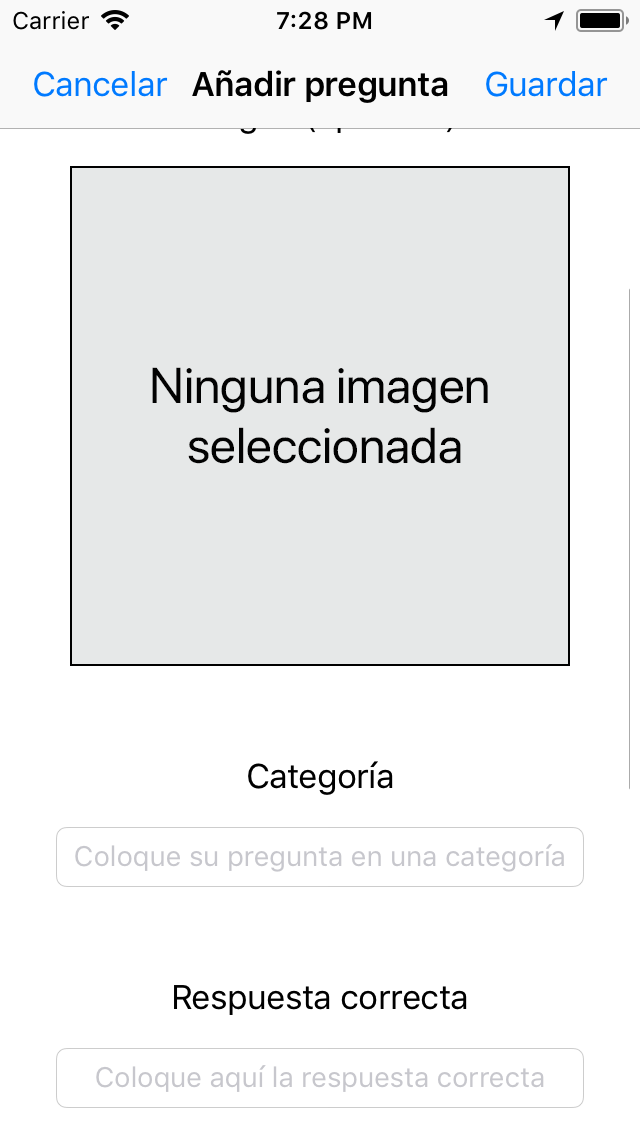 Carrier 7:28 PM
Cancelar Añadir pregunta Guardar
Ninguna imagen
seleccionada
Categoría
Coloque su pregunta en una categoría
Respuesta correcta
Coloque aquí la respuesta correcta